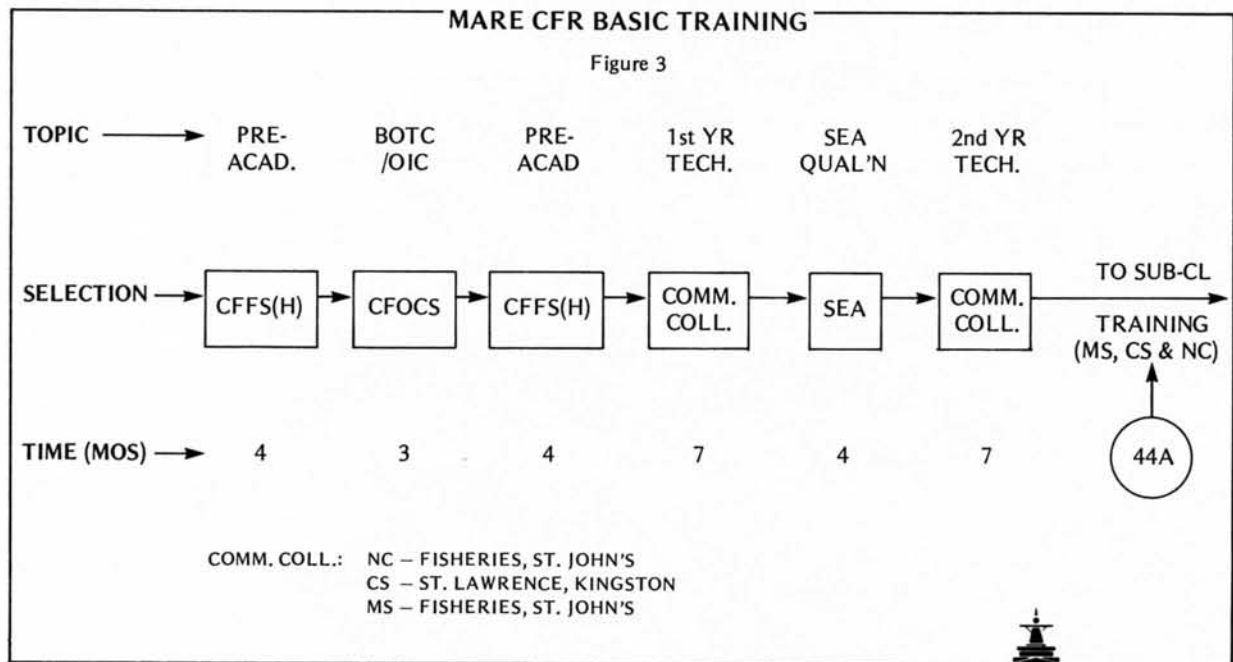 MARE CFR BASIC TRAINING
Figure 3
TOPIC PRE-ACAD. BOTC /OIC PRE-ACAD 1st YR TECH. SEA QUAL'N 2nd YR TECH.
SELECTION CFFS(H) CFOCS CFFS(H) COMM. COLL. SEA COMM. COLL. TO SUB-CL TRAINING (MS, CS & NC)
TIME (MOS) 4 3 4 7 4 7 44A
COMM. COLL.: NC – FISHERIES, ST. JOHN'S
CS – ST. LAWRENCE, KINGSTON
MS – FISHERIES, ST. JOHN'S